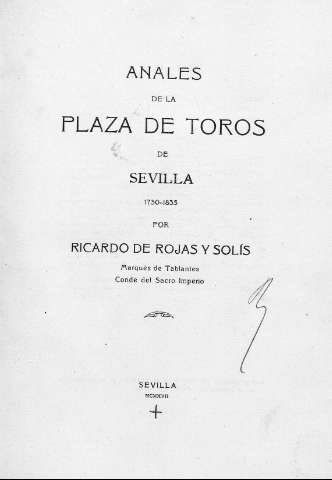 ANALES
DE LA
PLAZA DE TOROS
DE
SEVILLA
1730-1835
POR
RICARDO DE ROJAS Y SOLÍS
Marqués de Tablantes
Conde del Sacro Imperio
SEVILLA